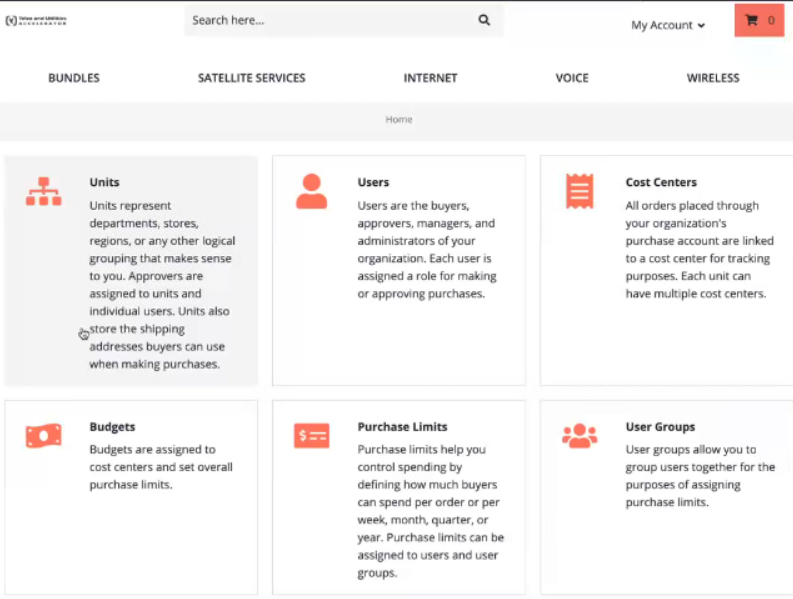 Telco and Utilities
ACCELERATOR
Search here...
My Account
0
BUNDLES
SATELLITE SERVICES
INTERNET
VOICE
WIRELESS
Home
Units
Units represent
departments, stores,
regions, or any other logical
grouping that makes sense
to you. Approvers are
assigned to units and
individual users. Units also
store the shipping
addresses buyers can use
when making purchases.
Users
Users are the buyers,
approvers, managers, and
administrators of your
organization. Each user is
assigned a role for making
or approving purchases.
Cost Centers
All orders placed through
your organization's
purchase account are linked
to a cost center for tracking
purposes. Each unit can
have multiple cost centers.
Budgets
Budgets are assigned to
cost centers and set overall
purchase limits.
Purchase Limits
Purchase limits help you
control spending by
defining how much buyers
can spend per order or per
week, month, quarter, or
year. Purchase limits can be
assigned to users and user
groups.
User Groups
User groups allow you to
group users together for the
purposes of assigning
purchase limits.